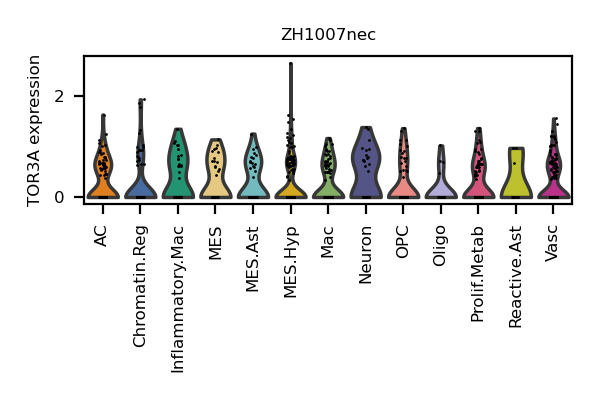 ZH1007nec
TOR3A expression
2
0
AC
Chromatin.Reg
Inflammatory.Mac
MES
MES.Ast
MES.Hyp
Mac
Neuron
OPC
Oligo
Prolif.Metab
Reactive.Ast
Vasc